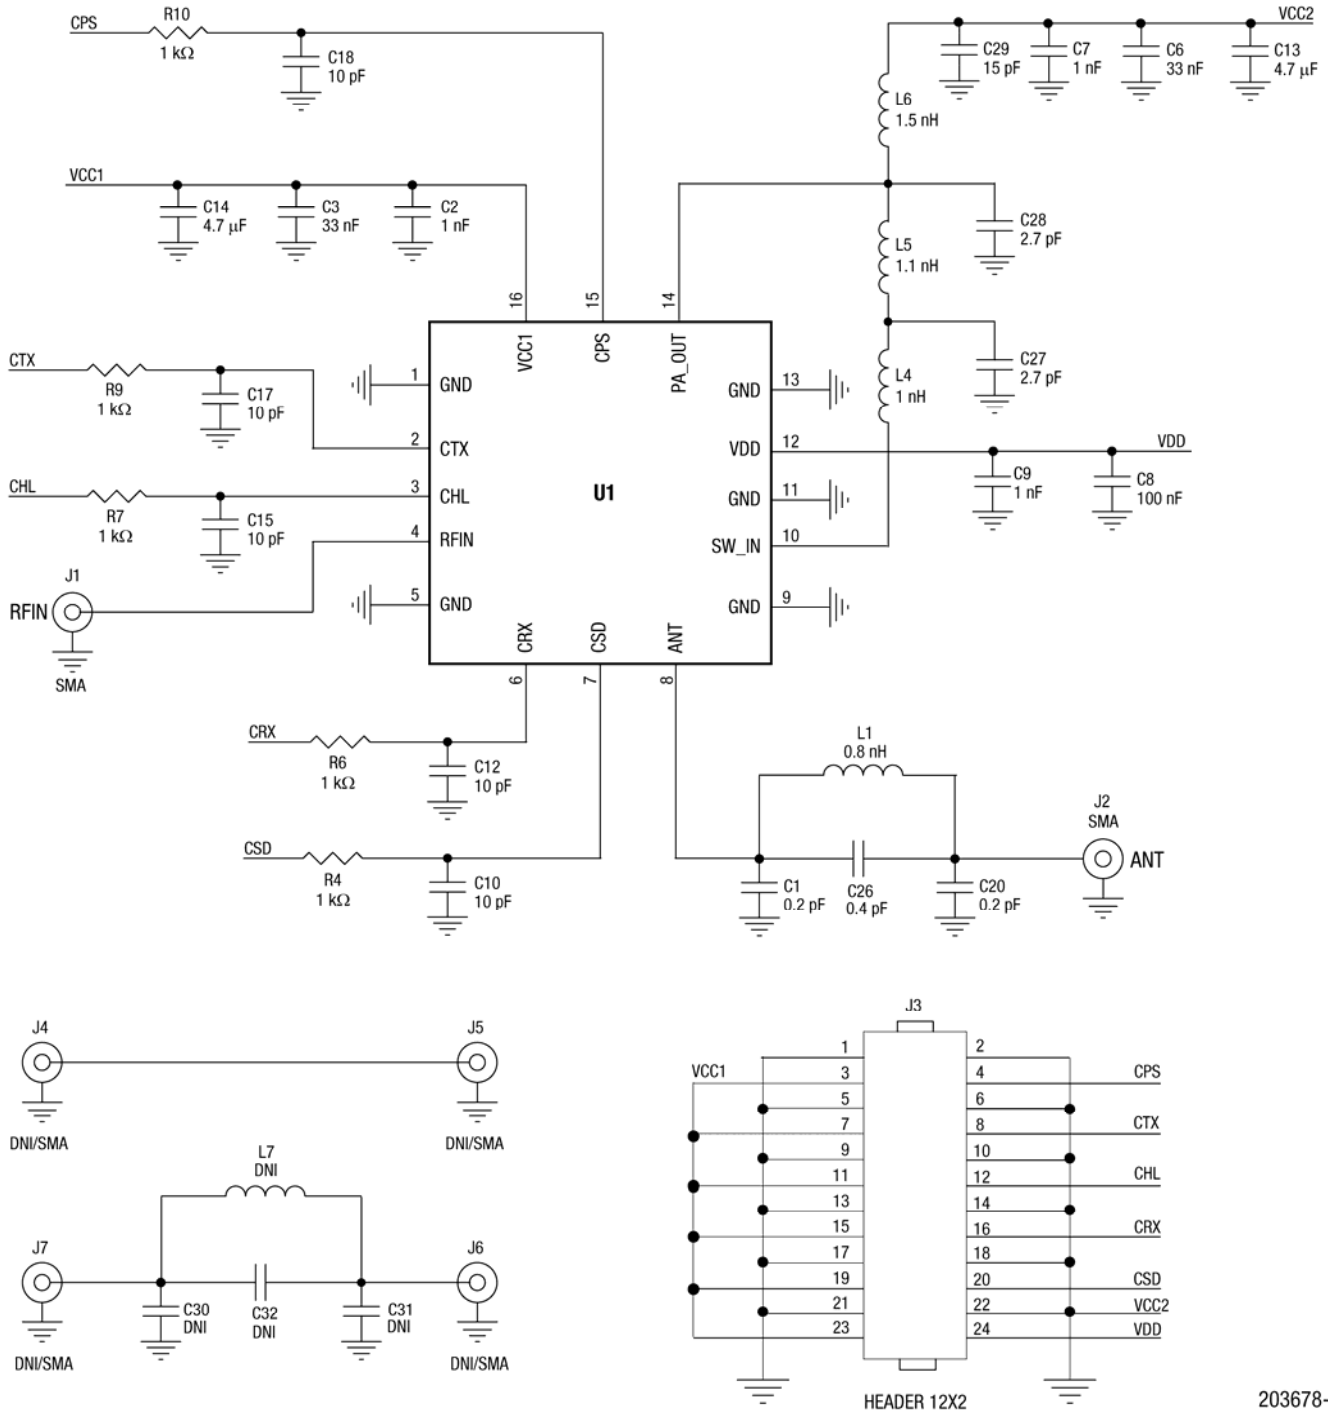 CPS
R10
1 kΩ
C18
10 pF
VCC2
C29
15 pF
C7
1 nF
C6
33 nF
C13
4.7 µF
L6
1.5 nH
VCC1
C14
4.7 µF
C3
33 nF
C2
1 nF
C28
2.7 pF
L5
1.1 nH
16
15
14
VCC1
CPS
PA_OUT
CTX
R9
1 kΩ
C17
10 pF
1
GND
2
CTX
CHL
R7
1 kΩ
C15
10 pF
3
CHL
4
RFIN
5
GND
U1
GND
13
VDD
12
GND
11
SW_IN
10
GND
9
L4
1 nH
C27
2.7 pF
VDD
C9
1 nF
C8
100 nF
J1
RFIN
SMA
CRX
CSD
ANT
6
7
8
CRX
R6
1 kΩ
C12
10 pF
CSD
R4
1 kΩ
C10
10 pF
L1
0.8 nH
C1
0.2 pF
C26
0.4 pF
C20
0.2 pF
J2
SMA
ANT
J4
DNI/SMA
J5
DNI/SMA
L7
DNI
J7
DNI/SMA
C30
DNI
C32
DNI
C31
DNI
J6
DNI/SMA
J3
1 2
VCC1 3 4 CPS
5 6
7 8 CTX
9 10
11 12 CHL
13 14
15 16 CRX
17 18
19 20 CSD
21 22 VCC2
23 24 VDD
HEADER 12X2
203678-